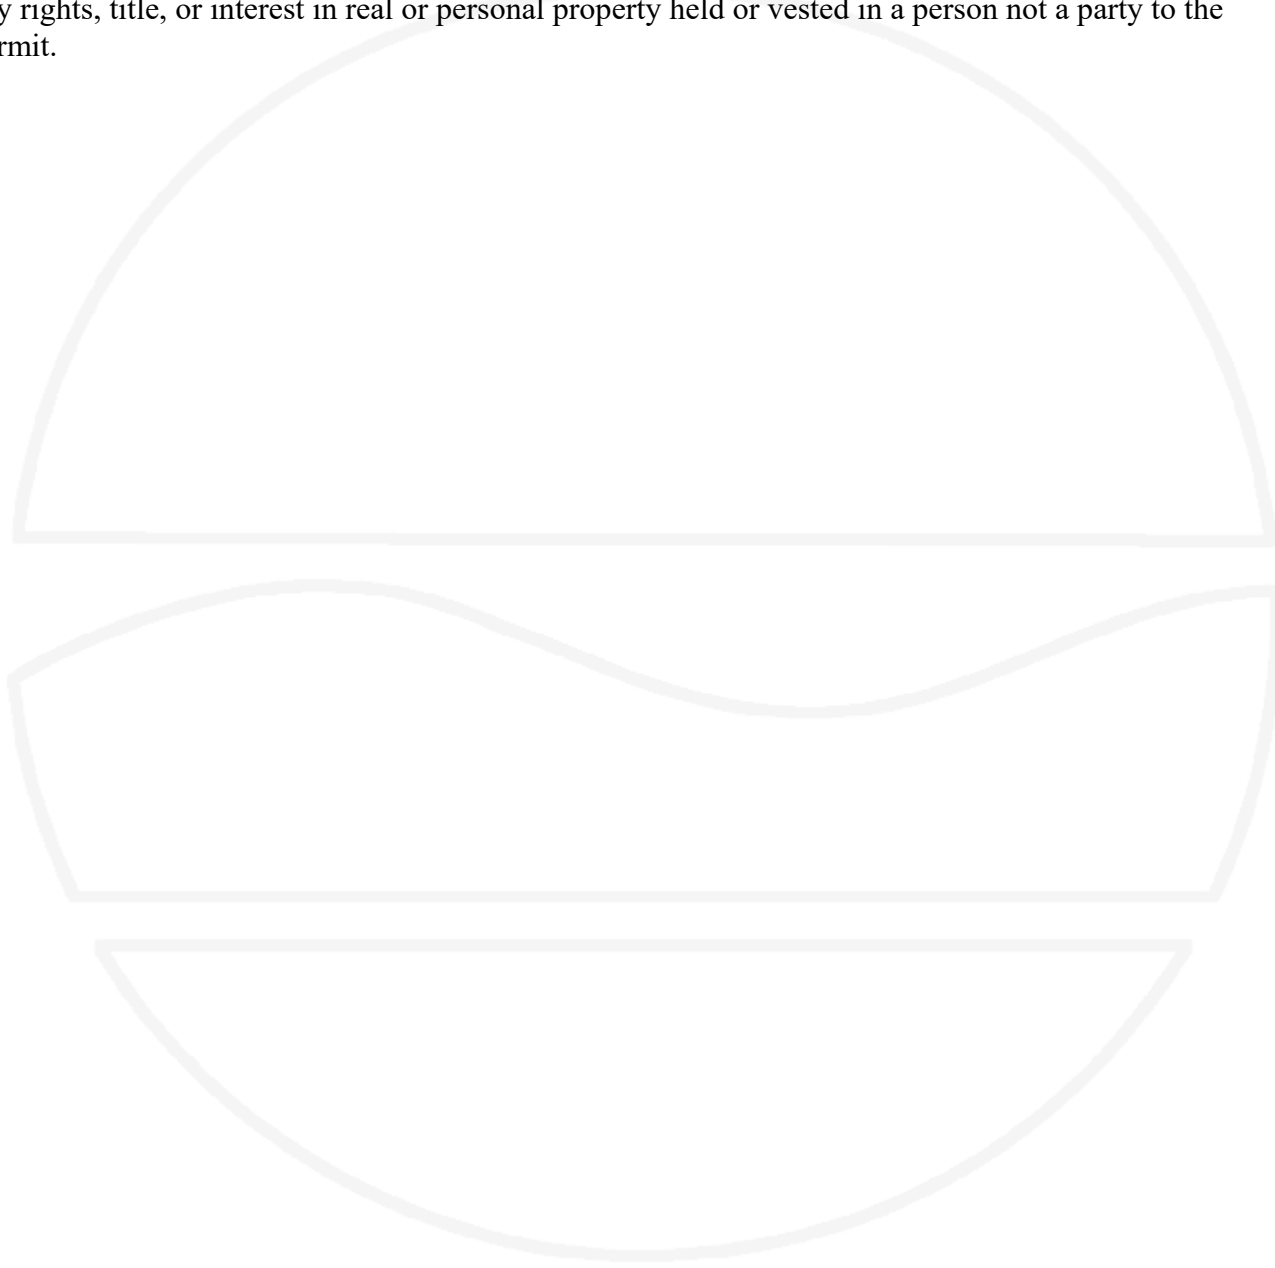 y rights, title, or interest in real or personal property held or vested in a person not a party to the
rmit.